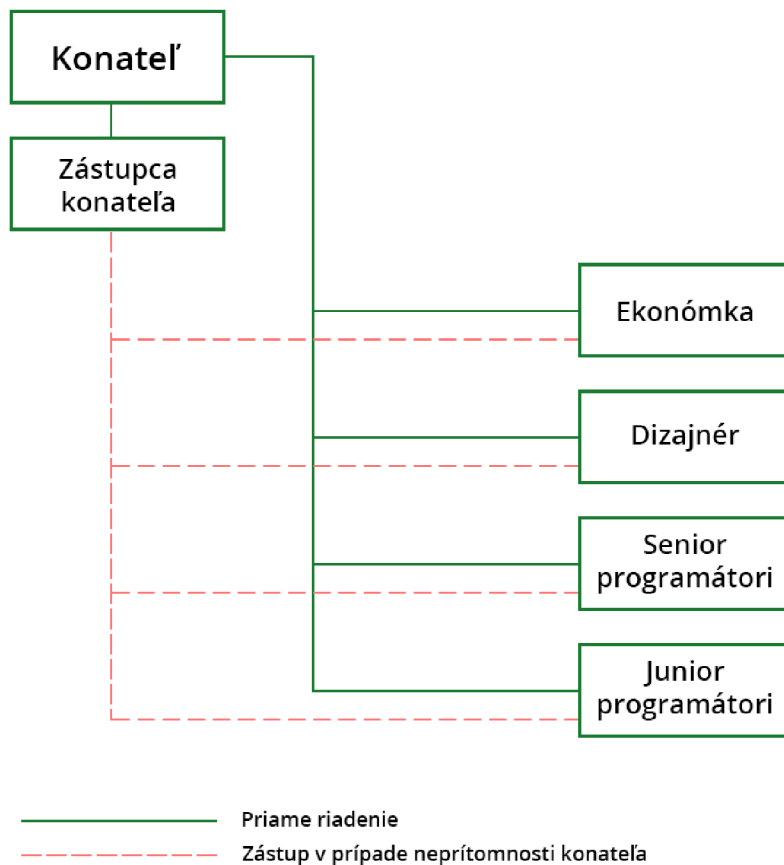 Konateľ
Zástupca
konateľa
Ekonómka
Dizajnér
Senior
programátori
Junior
programátori
Priame riadenie
Zástup v prípade neprítomnosti konateľa